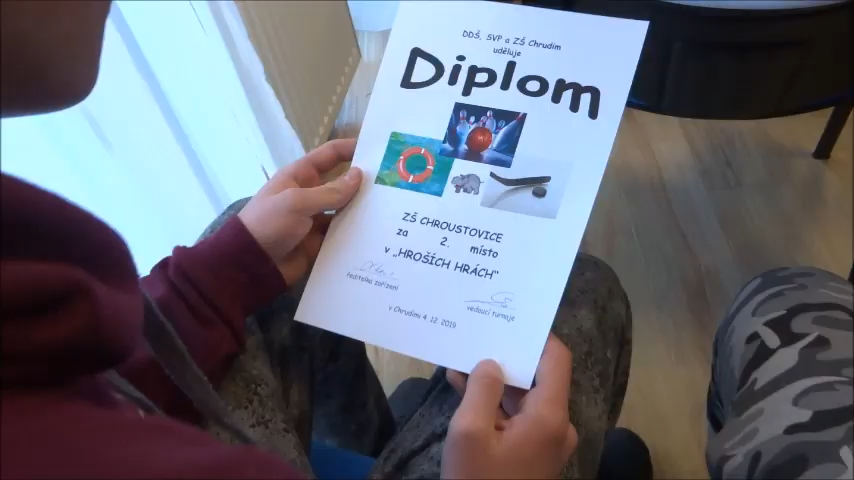 DDŠ, SVP a ZŠ Chrudim
uděluje
Diplom
ZŠ CHROUSTOVICE
za 2. místo
v „HROŠÍCH HRÁCH"
ředitelka zařízení
vedoucí turnaje
v Chrudimi 4. 12. 2019